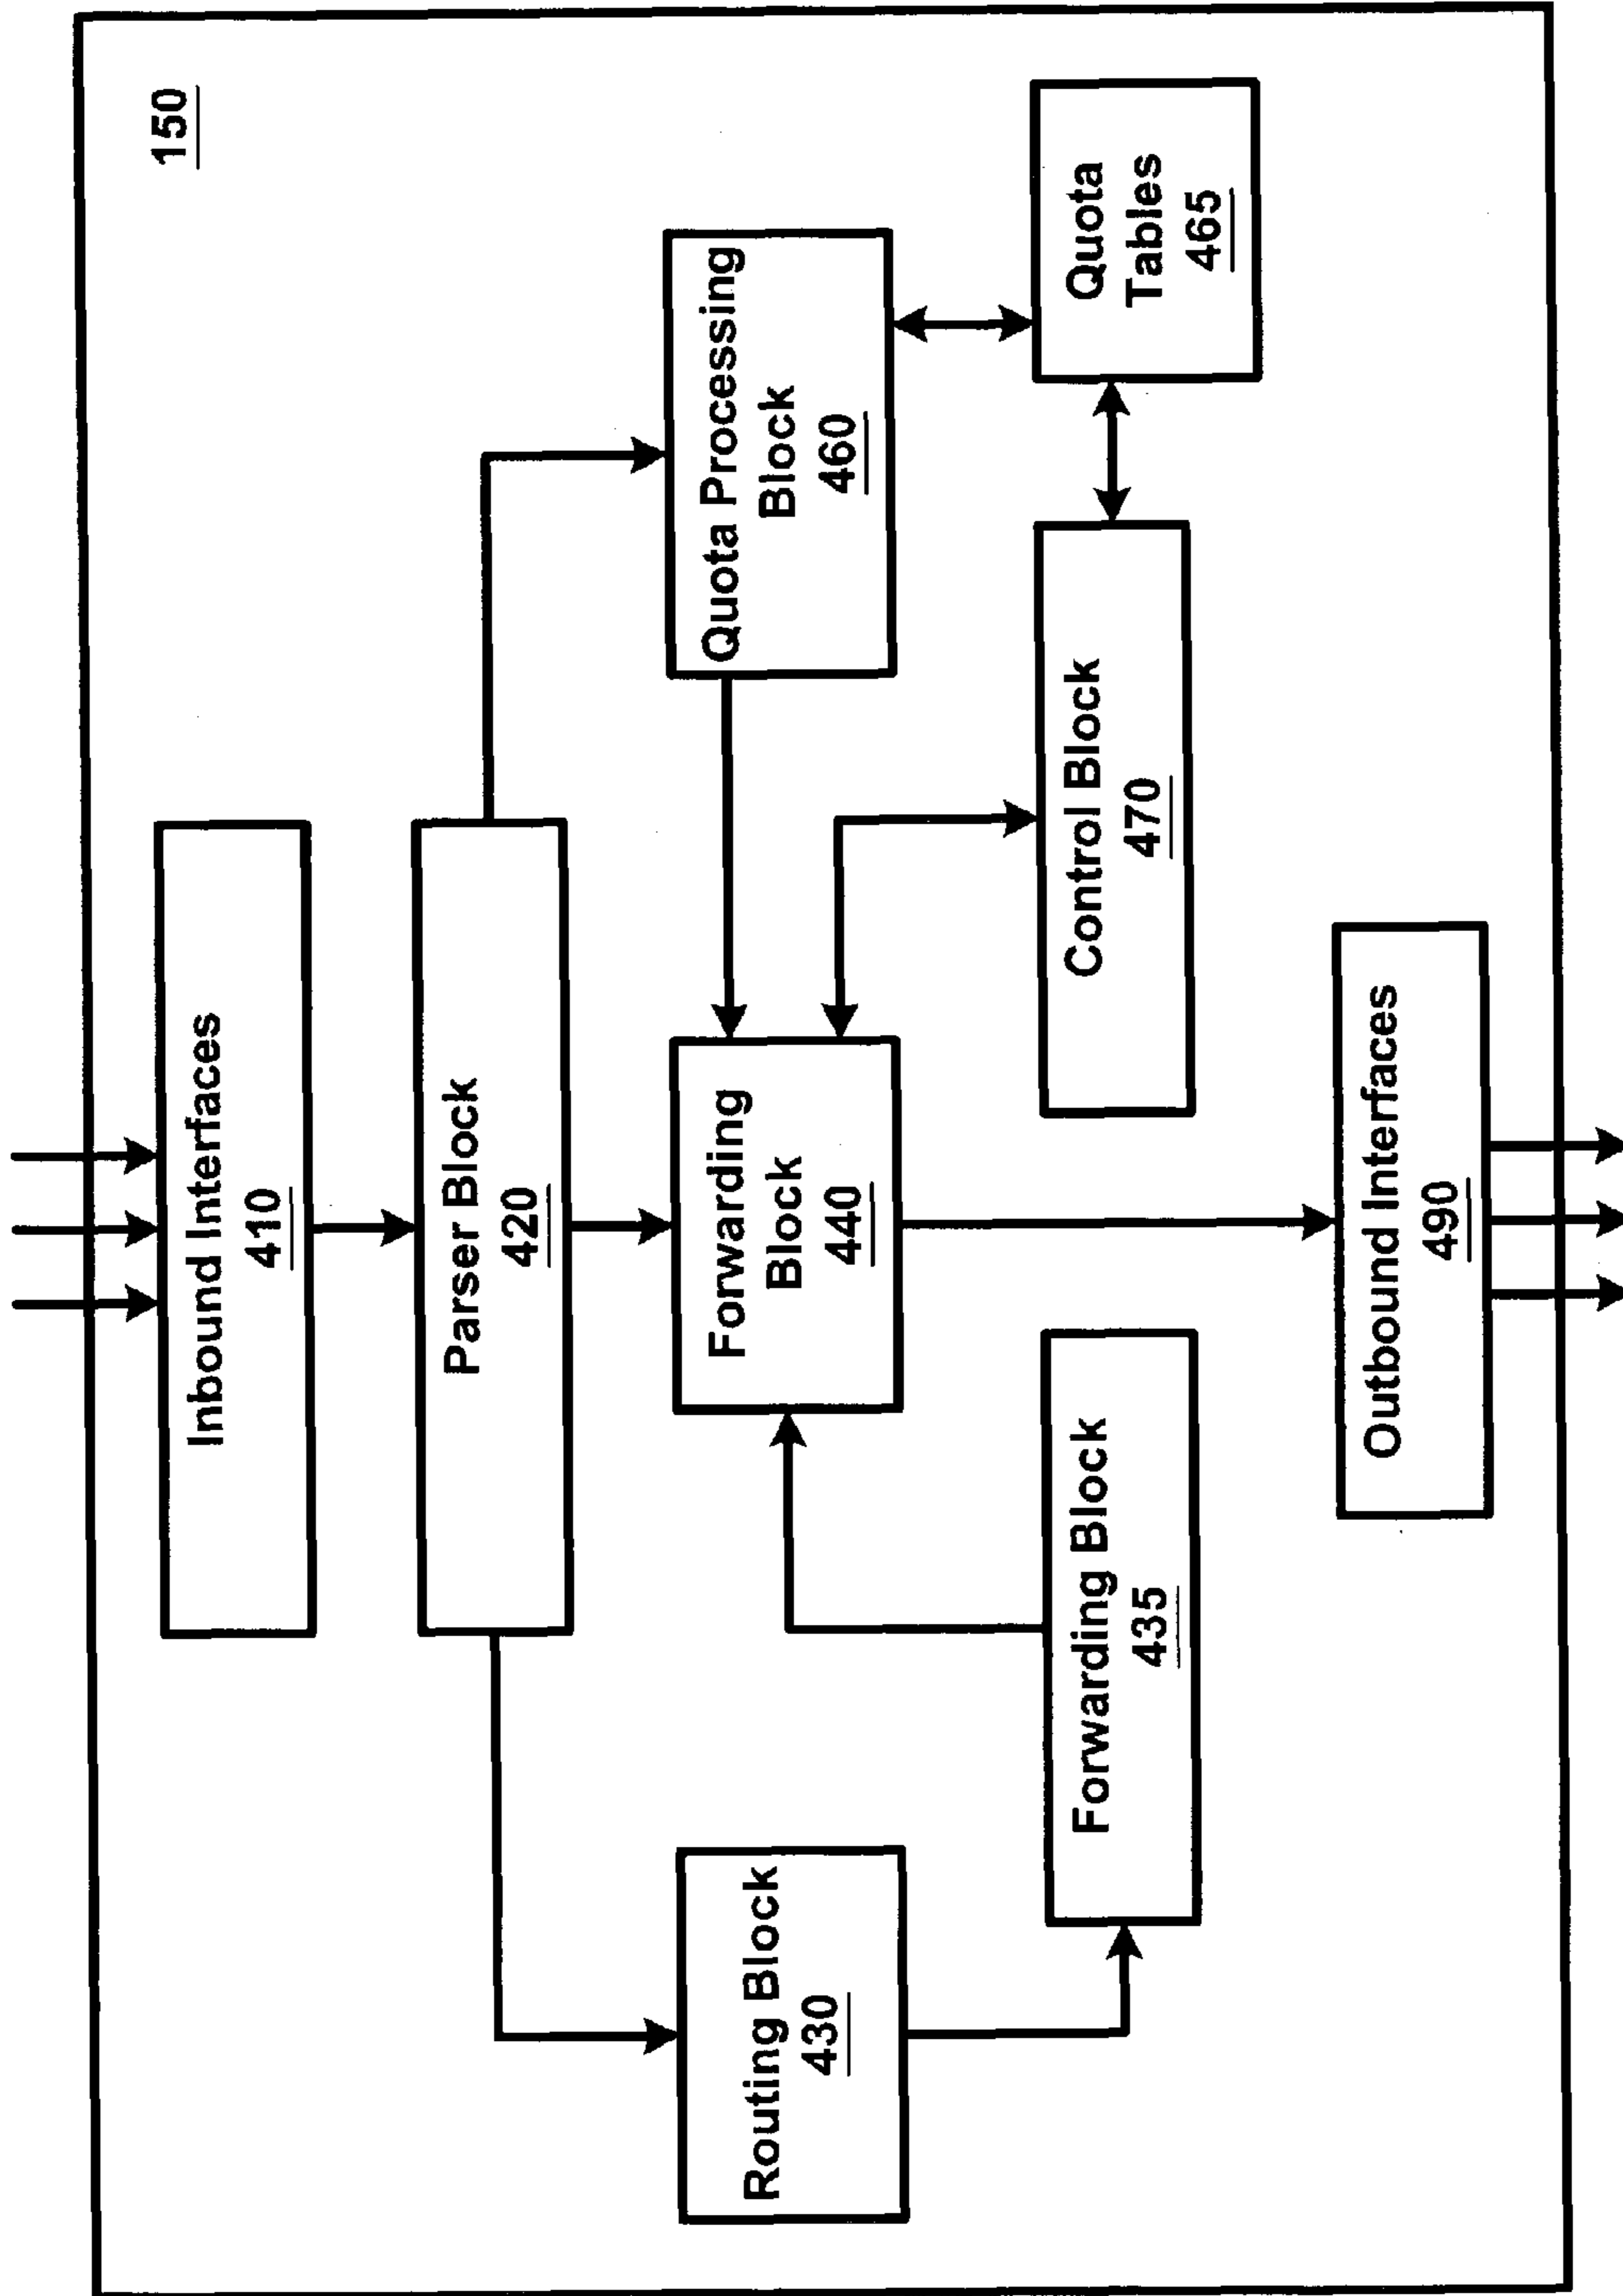 150
Inbound Interfaces
410
Parser Block
420
Routing Block
430
Forwarding
Block
440
Quota Processing
Block
460
Forwarding Block
435
Control Block
470
Quota
Tables
465
Outbound Interfaces
490